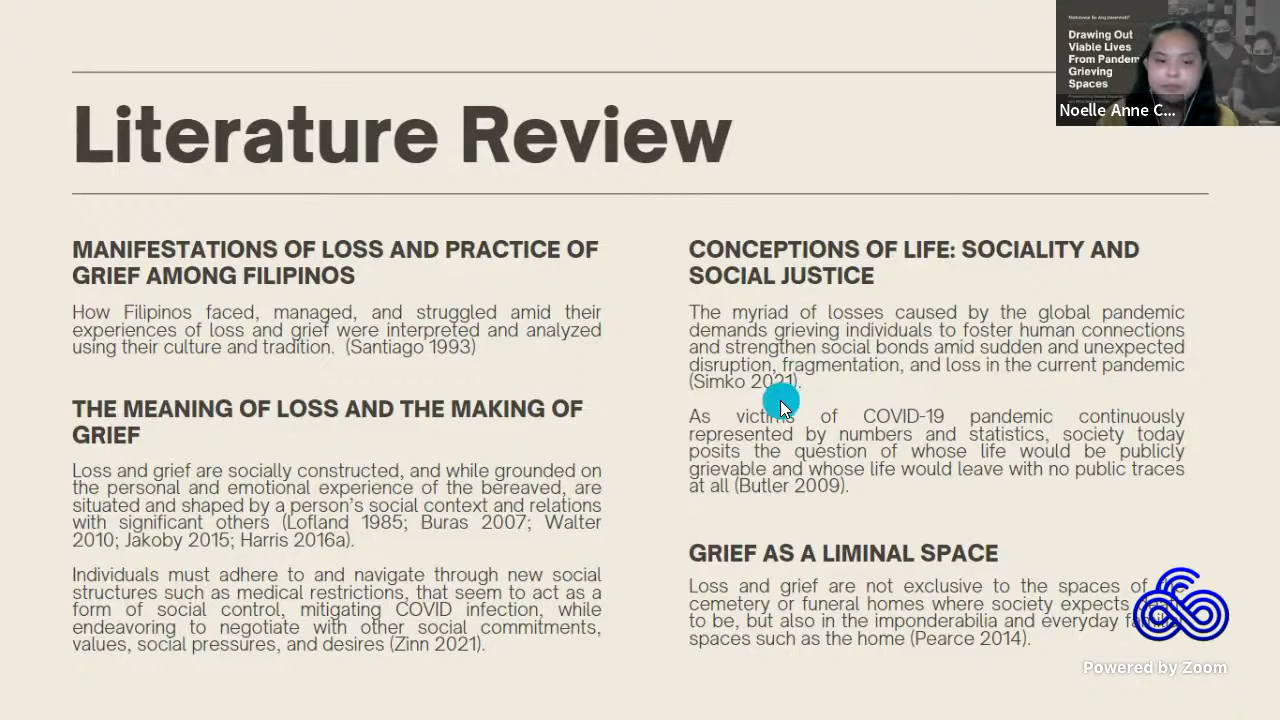 Literature Review
MANIFESTATIONS OF LOSS AND PRACTICE OF
GRIEF AMONG FILIPINOS
How Filipinos faced, managed, and struggled amid their
experiences of loss and grief were interpreted and analyzed
using their culture and tradition. (Santiago 1993)
THE MEANING OF LOSS AND THE MAKING OF
GRIEF
Loss and grief are socially constructed, and while grounded on
the personal and emotional experience of the bereaved, are
situated and shaped by a person's social context and relations
with significant others (Lofland 1985; Buras 2007; Walter
2010; Jakoby 2015; Harris 2016a).
Individuals must adhere to and navigate through new social
structures such as medical restrictions, that seem to act as a
form of social control, mitigating COVID infection, while
endeavoring to negotiate with other social commitments,
values, social pressures, and desires (Zinn 2021).
CONCEPTIONS OF LIFE: SOCIALITY AND
SOCIAL JUSTICE
The myriad of losses caused by the global pandemic
demands grieving individuals to foster human connections
and strengthen social bonds amid sudden and unexpected
disruption, fragmentation, and loss in the current pandemic
(Simko 2021).
As victims of COVID-19 pandemic continuously
represented by numbers and statistics, society today
posits the question of whose life would be publicly
grievable and whose life would leave with no public traces
at all (Butler 2009).
GRIEF AS A LIMINAL SPACE
Loss and grief are not exclusive to the spaces of
cemetery or funeral homes where society expects
to be, but also in the imponderabilia and everyday
spaces such as the home (Pearce 2014).
Drawing Out
Viable Lives
From Pandem
Grieving
Spaces
Noelle Anne C...
Powered by Zoom